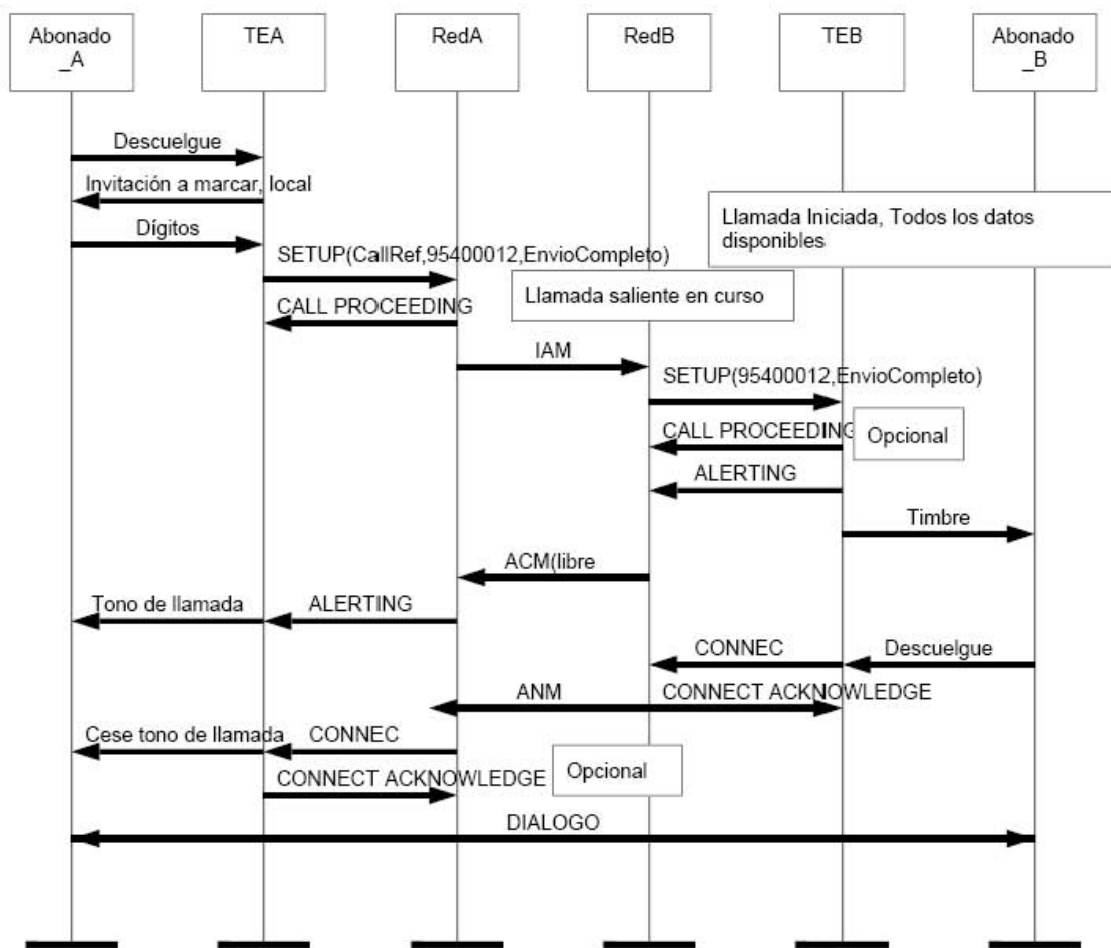 Abonado
_A
TEA
RedA
RedB
TEB
Abonado
_B
Descuelgue
Invitación a marcar, local
Dígitos
Llamada Iniciada, Todos los datos
disponibles
SETUP(CallRef,95400012,EnvioCompleto)
Llamada saliente en curso
CALL PROCEEDING
IAM
SETUP(95400012,EnvioCompleto)
CALL PROCEEDING
Opcional
ALERTING
Timbre
ACM(libre
Tono de llamada
ALERTING
CONNEC
Descuelgue
ANM
CONNECT ACKNOWLEDGE
Cese tono de llamada
CONNEC
CONNECT ACKNOWLEDGE
Opcional
DIALOGO